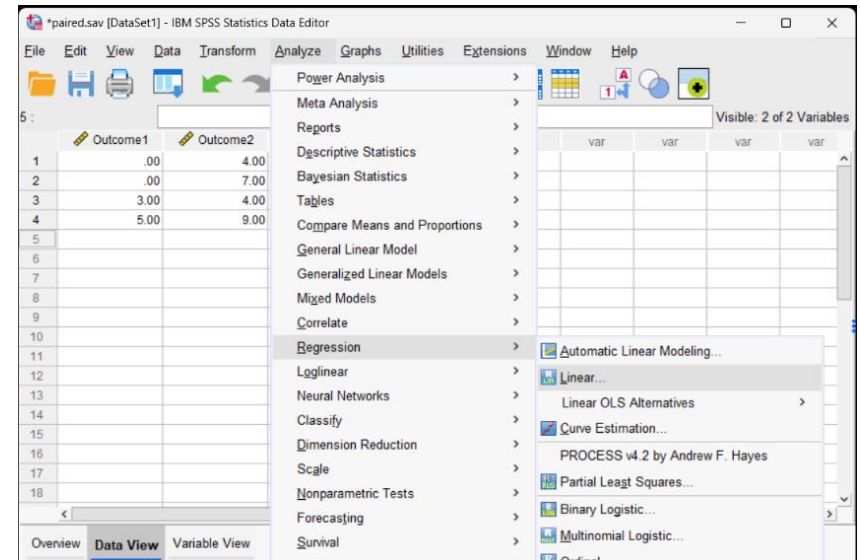 *paired.sav [DataSet1] - IBM SPSS Statistics Data Editor
File Edit View Data Transform Analyze Graphs Utilities Extensions Window Help
5 :
Visible: 2 of 2 Variables
Outcome1 Outcome2 var var var var
1 .00 4.00
2 .00 7.00
3 3.00 4.00
4 5.00 9.00
5
6
7
8
9
10
11
12
13
14
15
16
17
18
Power Analysis
Meta Analysis
Reports
Descriptive Statistics
Bayesian Statistics
Tables
Compare Means and Proportions
General Linear Model
Generalized Linear Models
Mixed Models
Correlate
Regression
Loglinear
Neural Networks
Classify
Dimension Reduction
Scale
Nonparametric Tests
Forecasting
Survival
Automatic Linear Modeling...
Linear...
Linear OLS Alternatives
Curve Estimation...
PROCESS v4.2 by Andrew F. Hayes
Partial Least Squares...
Binary Logistic...
Multinomial Logistic...
Overview Data View Variable View